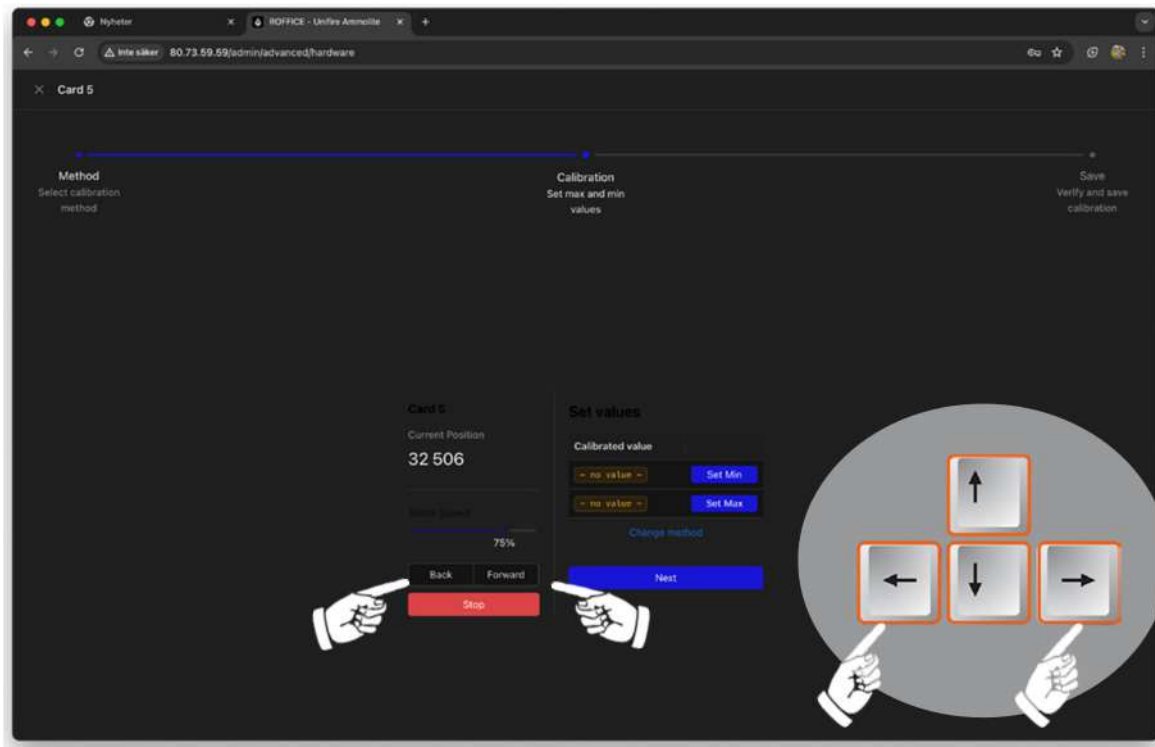 Nyheter
ROFFICE - Unfire Ammolite
Inte säker 80.73.59.59/admin/advanced/hardware
Card 5
Method
Select calibration
method
Calibration
Set max and min
values
Save
Verify and save
calibration
Card 5
Current Position
32 506
Speed
75%
Back Forward
Stop
Set values
Calibrated value
- no value - Set Min
- no value - Set Max
Change method
Next